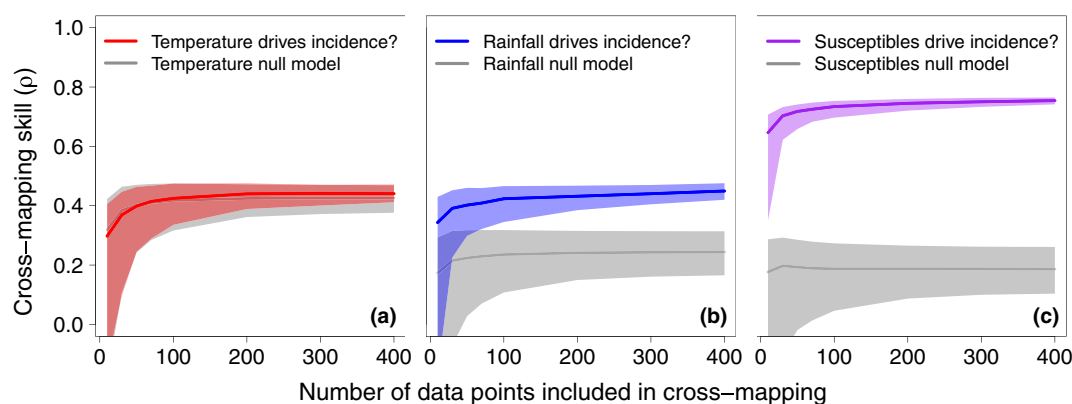 Cross−mapping skill (ρ)
1.0
0.8
0.6
0.4
0.2
0.0
Temperature drives incidence?
Temperature null model
(a)
0 100 200 300 400
Rainfall drives incidence?
Rainfall null model
(b)
0 100 200 300 400
Susceptibles drive incidence?
Susceptibles null model
(c)
0 100 200 300 400
Number of data points included in cross−mapping